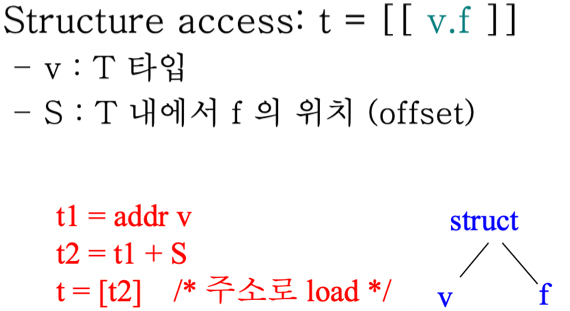 Structure access: t = [[ v.f ]]
- v : T 타입
- S : T 내에서 f 의 위치 (offset)
t1 = addr v
t2 = t1 + S
t = [t2] /* 주소로 load */
struct
v f